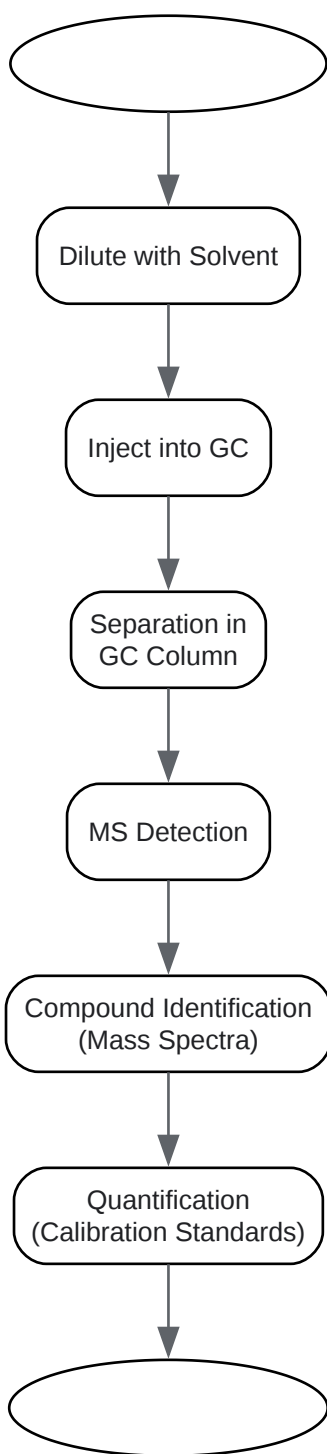 Dilute with Solvent
Inject into GC
Separation in
GC Column
MS Detection
Compound Identification
(Mass Spectra)
Quantification
(Calibration Standards)